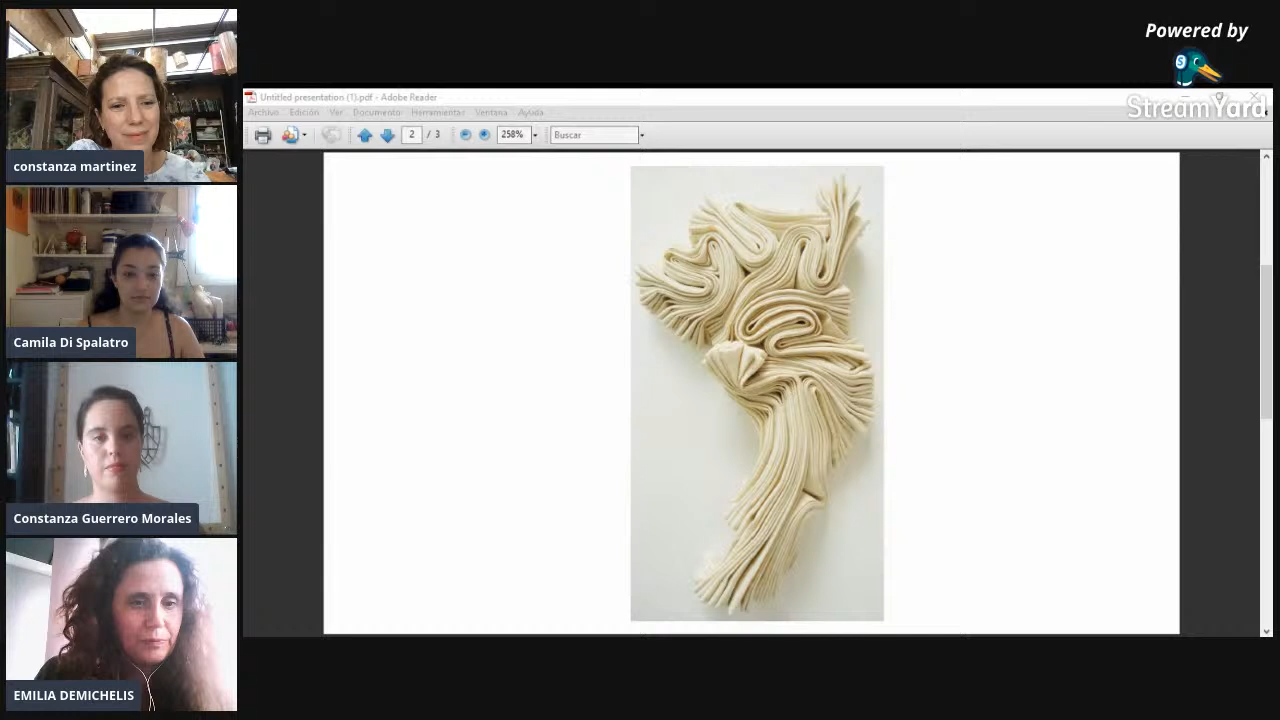 Powered by
StreamYard
Untitled presentation (1).pdf - Adobe Reader
Archivo Edición Ver Documento Herramientas Ventana Ayuda
2 / 3 258% Buscar
constanza martinez
Camila Di Spalatro
Constanza Guerrero Morales
EMILIA DEMICHELIS